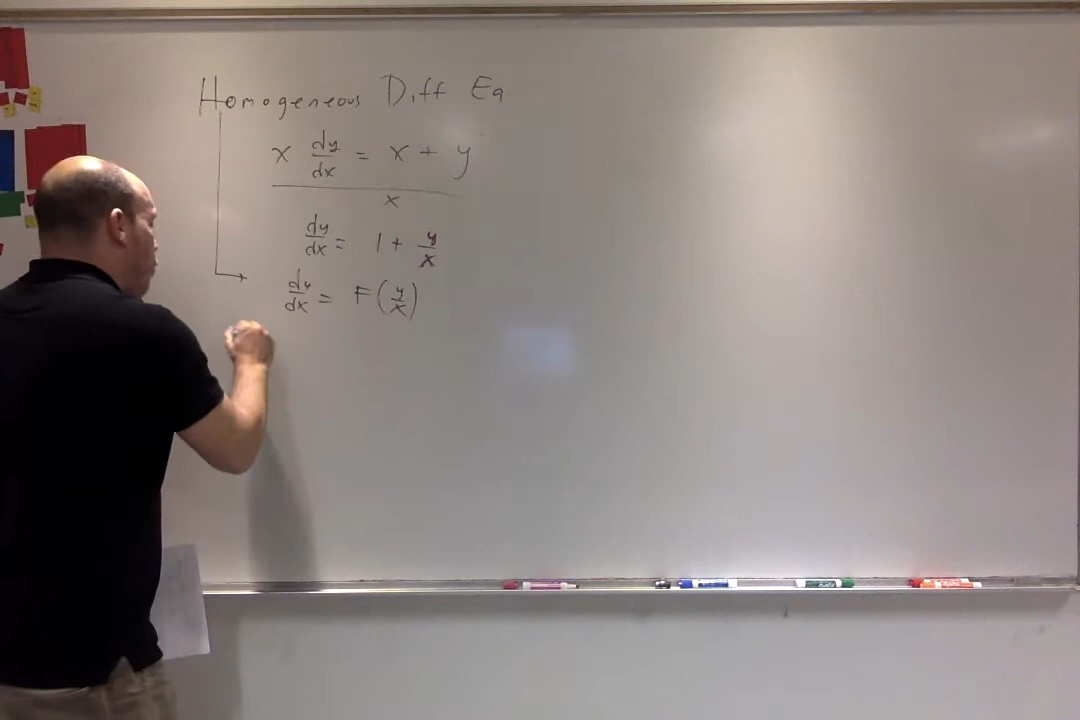 Homogeneous Diff Eq
x dy/dx = x + y
x
dy/dx = 1 + y/x
dy/dx = F(y/x)